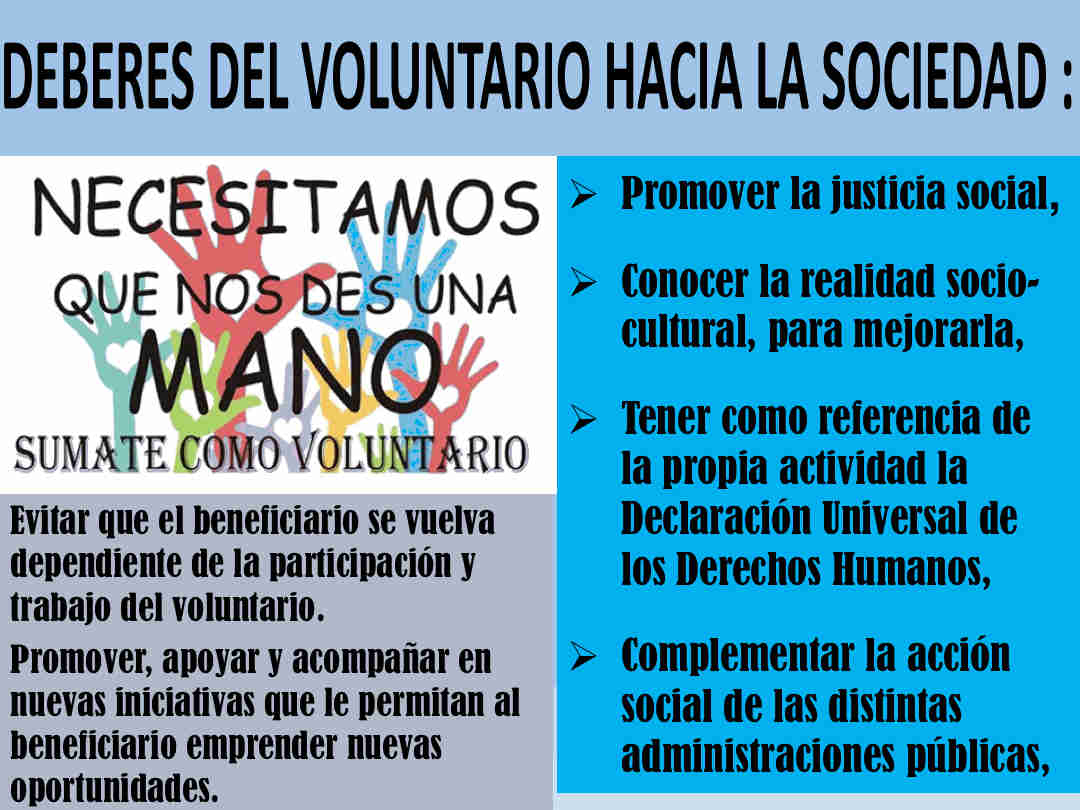 DEBERES DEL VOLUNTARIO HACIA LA SOCIEDAD :
NECESITAMOS
QUE NOS DES UNA
MANO
SUMATE COMO VOLUNTARIO
Evitar que el beneficiario se vuelva
dependiente de la participación y
trabajo del voluntario.
Promover, apoyar y acompañar en
nuevas iniciativas que le permitan al
beneficiario emprender nuevas
oportunidades.
➢ Promover la justicia social,
➢ Conocer la realidad socio-
cultural, para mejorarla,
➢ Tener como referencia de
la propia actividad la
Declaración Universal de
los Derechos Humanos,
➢ Complementar la acción
social de las distintas
administraciones públicas,